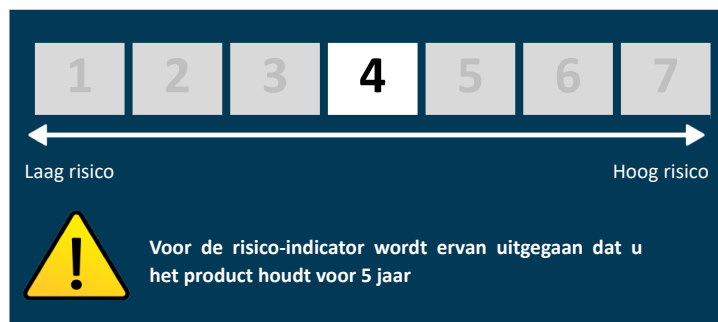 1 2 3 4 5 6 7
Laag risico Hoog risico
!
Voor de risico-indicator wordt ervan uitgegaan dat u
het product houdt voor 5 jaar